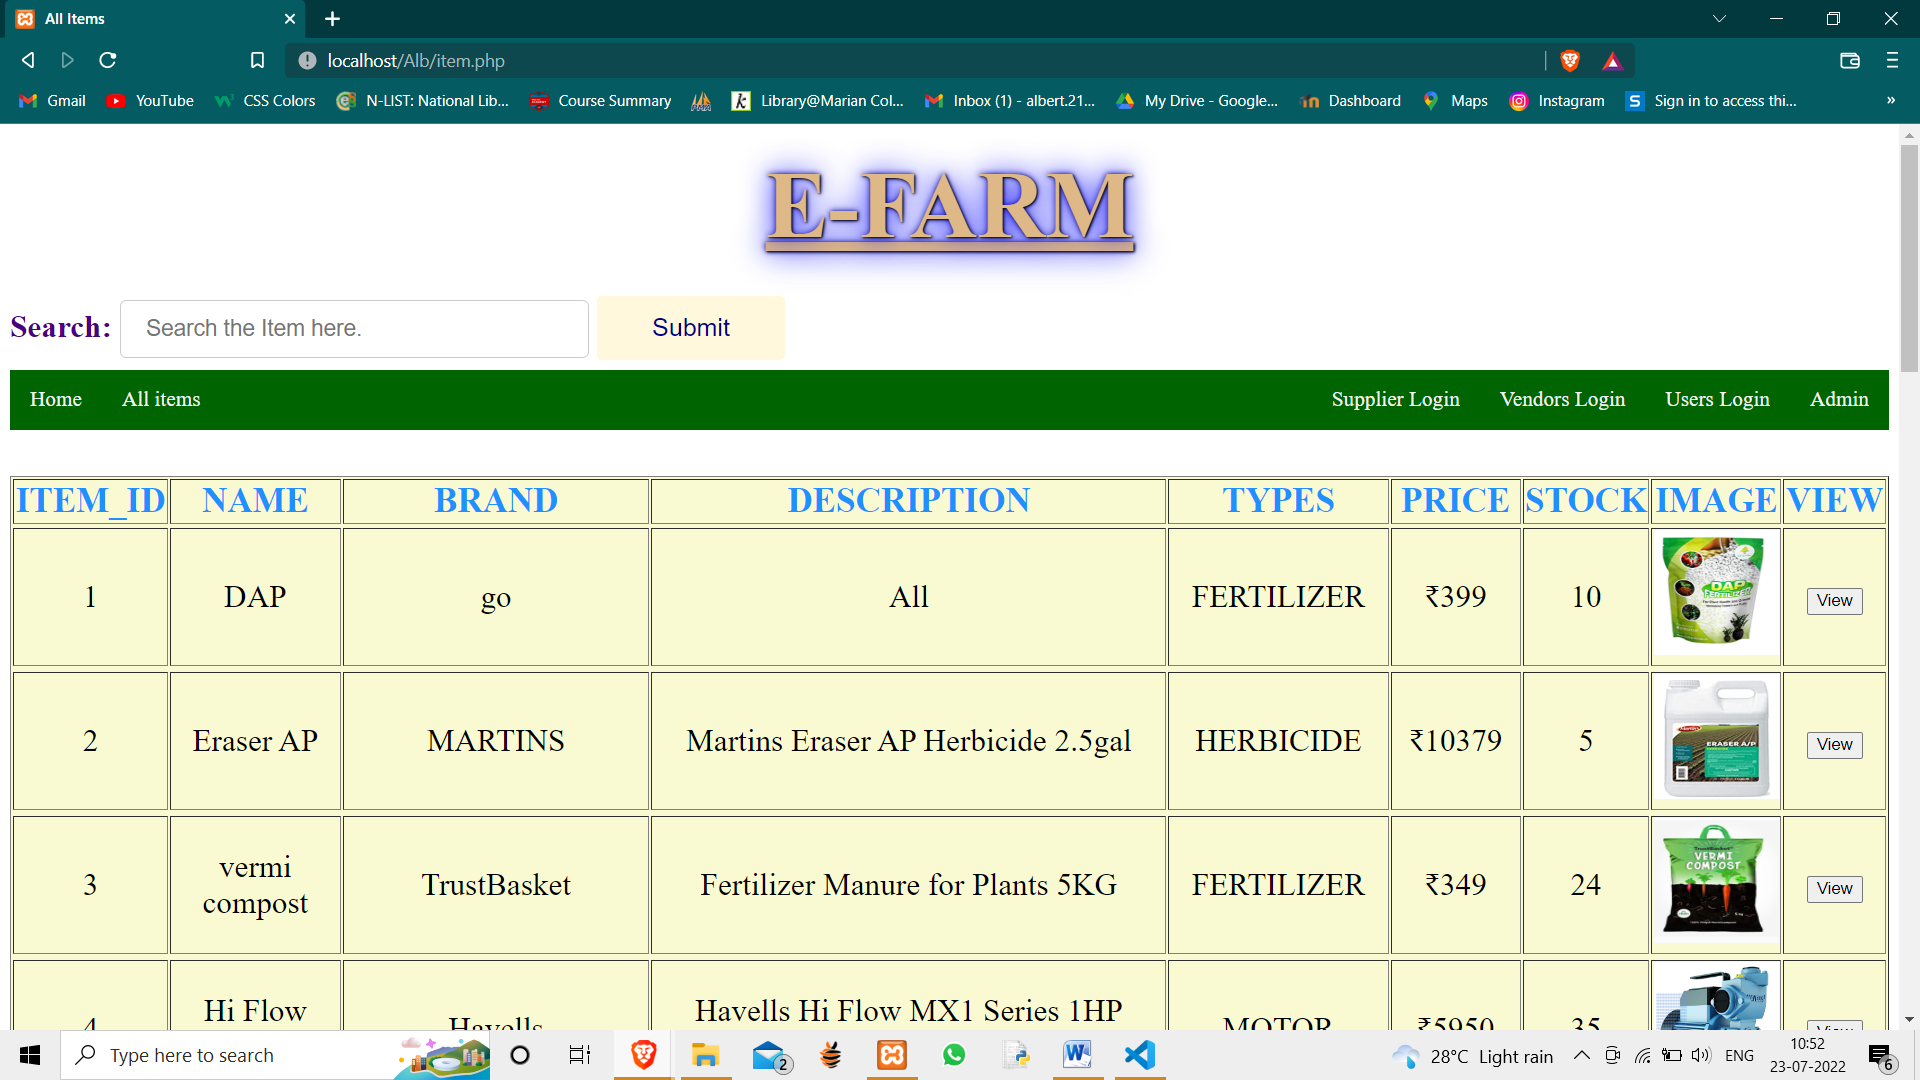 All Items
localhost/Alb/item.php
Gmail YouTube CSS Colors N-LIST: National Lib... Course Summary Library@Marian Col... Inbox (1) - albert.21... My Drive - Google... Dashboard Maps Instagram Sign in to access thi... »
E-FARM
Search: Search the Item here. Submit
Home All items Supplier Login Vendors Login Users Login Admin
ITEM_ID NAME BRAND DESCRIPTION TYPES PRICE STOCK IMAGE VIEW
1 DAP go All FERTILIZER ₹399 10 View
DAP
FERTILIZER
2 Eraser AP MARTINS Martins Eraser AP Herbicide 2.5gal HERBICIDE ₹10379 5 View
ERASER A/P
3 vermi compost TrustBasket Fertilizer Manure for Plants 5KG FERTILIZER ₹349 24 View
TrustBasket
VERMI
COMPOST
4 Hi Flow Havells Havells Hi Flow MX1 Series 1HP MOTOR ₹5950 35 View
Type here to search
2
28°C Light rain
ENG
10:52
23-07-2022
6